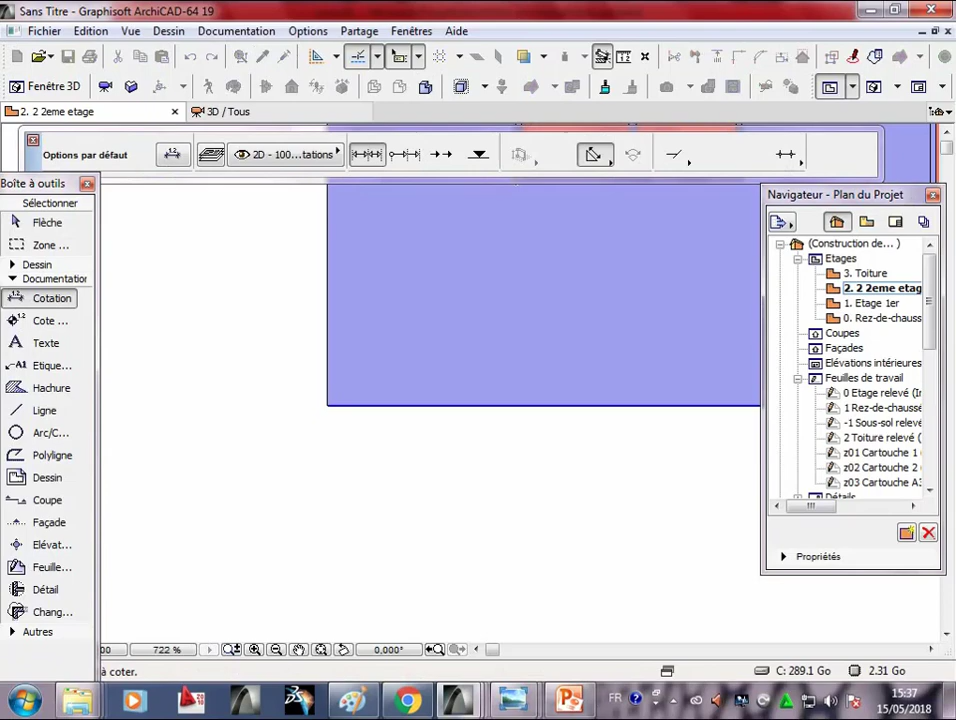 Sans Titre - Graphisoft ArchiCAD-64 19
Fichier Edition Vue Dessin Documentation Options Partage Fenêtres Aide
Fenêtre 3D
2. 2 2eme etage
3D / Tous
Options par défaut
2D - 100...tations
Boîte à outils
Sélectionner
Flèche
Zone ...
Dessin
Documentation
Cotation
Cote ...
Texte
Etique...
Hachure
Ligne
Arc/C...
Polyligne
Dessin
Coupe
Façade
Elévat...
Feuille...
Détail
Chang...
Autres
Navigateur - Plan du Projet
(Construction de... )
Etages
3. Toiture
2. 2 2eme etag
1. Etage 1er
0. Rez-de-chauss
Coupes
Façades
Elévations intérieures
Feuilles de travail
0 Etage relevé (I
1 Rez-de-chaussé
-1 Sous-sol relev
2 Toiture relevé (
z01 Cartouche 1
z02 Cartouche 2
z03 Cartouche A3
Détails
Propriétés
00
722 %
0,000°
à coter.
C: 289.1 Go
2.31 Go
FR
15:37
15/05/2018